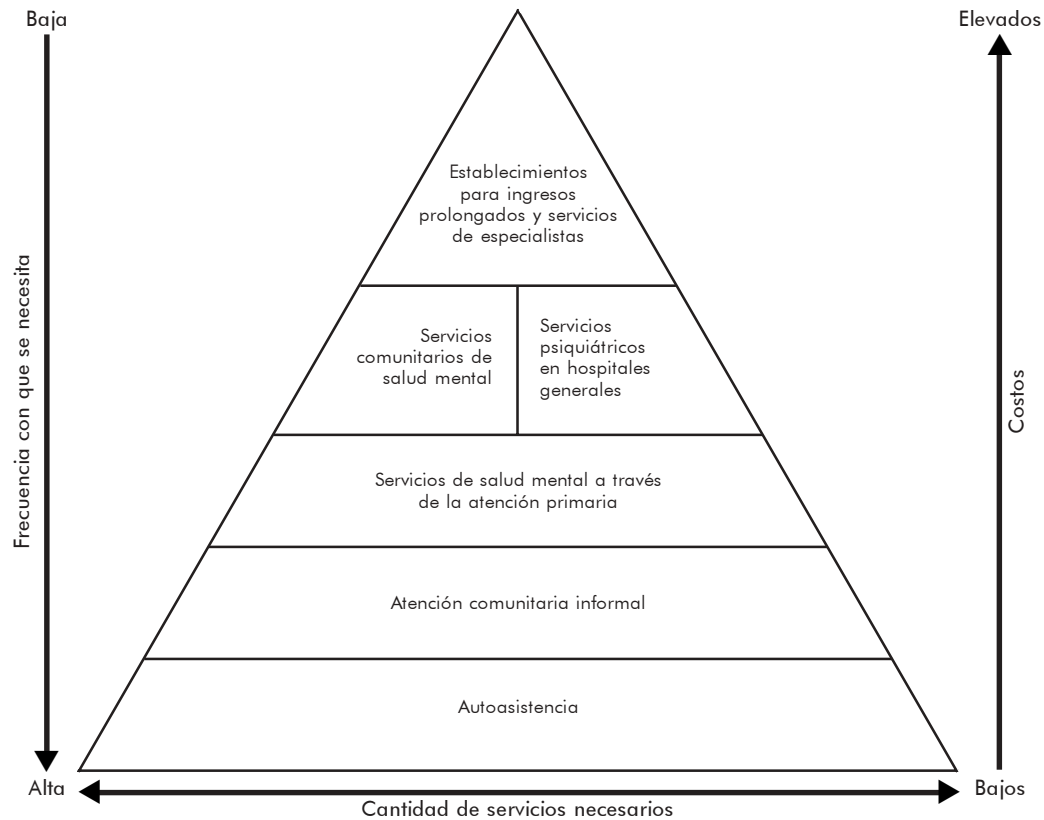 Baja
Elevados
Establecimientos
para ingresos
prolongados y servicios
de especialistas
Servicios
comunitarios de
salud mental
Servicios
psiquiátricos
en hospitales
generales
Frecuencia con que se necesita
Costos
Servicios de salud mental a través
de la atención primaria
Atención comunitaria informal
Autoasistencia
Alta
Bajos
Cantidad de servicios necesarios